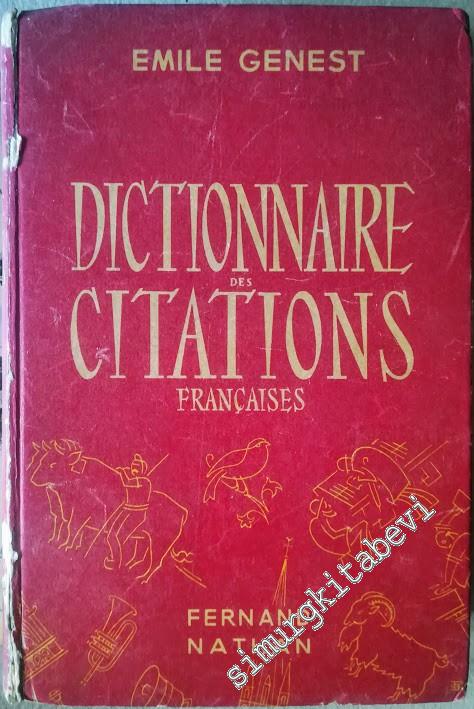 EMILE GENEST
DICTIONNAIRE
DES
CITATIONS
FRANÇAISES
FERNAND
NATHAN
simurgkitabevi